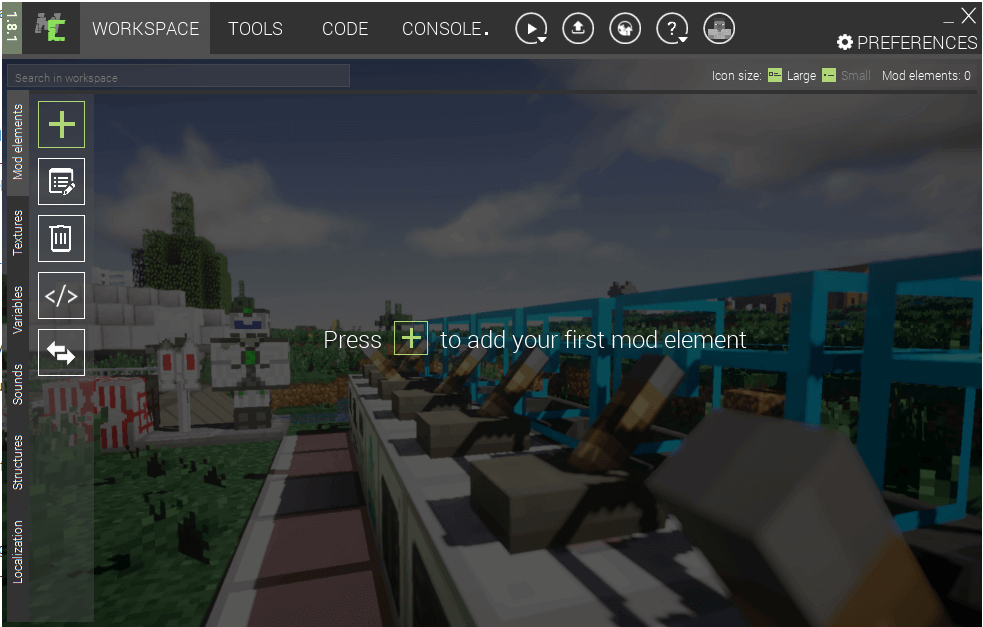 1.8.1
WORKSPACE TOOLS CODE CONSOLE. ?
PREFERENCES
Search in workspace
Icon size: Large Small Mod elements: 0
Mod elements
Textures
Variables
Sounds
Structures
Localization
</>
Press + to add your first mod element